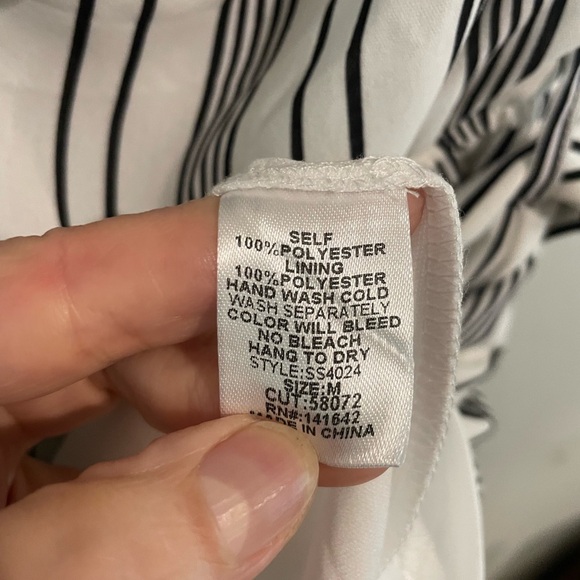 SELF
100%POLYESTER
LINING
100%POLYESTER
HAND WASH COLD
WASH SEPARATELY
COLOR WILL BLEED
NO BLEACH
HANG TO DRY
STYLE:SS4024
SIZE:M
CUT:58072
RN#:141642
MADE IN CHINA